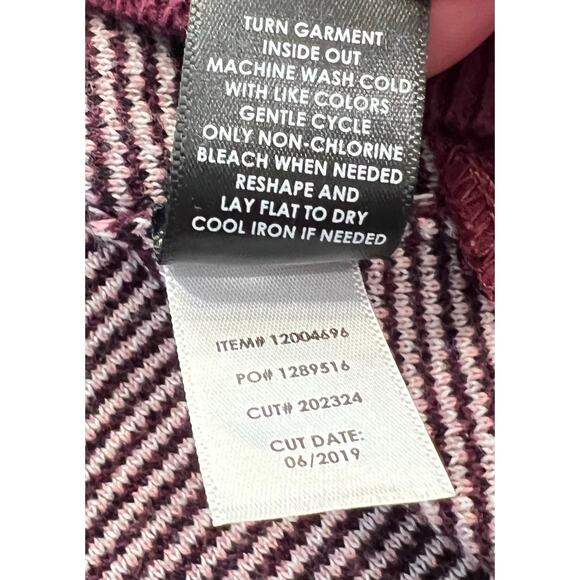 TURN GARMENT
INSIDE OUT
MACHINE WASH COLD
WITH LIKE COLORS
GENTLE CYCLE
ONLY NON-CHLORINE
BLEACH WHEN NEEDED
RESHAPE AND
LAY FLAT TO DRY
COOL IRON IF NEEDED
ITEM# 12004696
PO# 1289516
CUT# 202324
CUT DATE:
06/2019